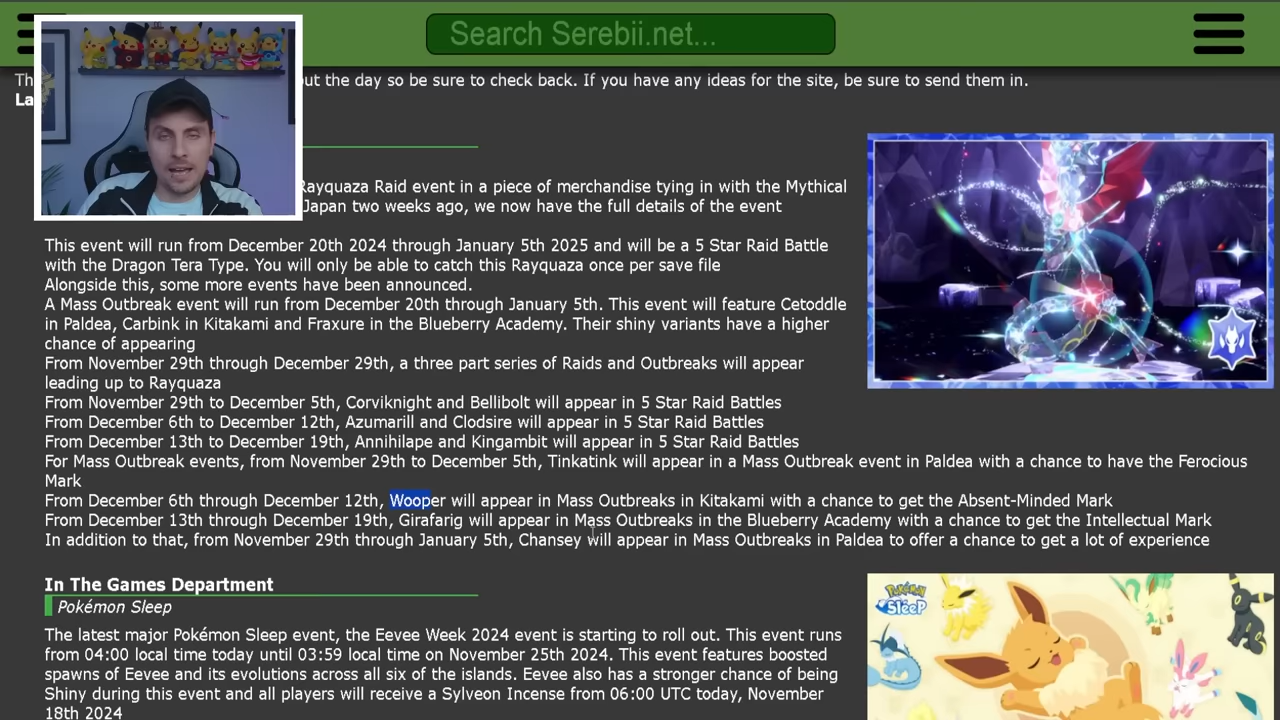 Search Serebii.net...
Th
out the day so be sure to check back. If you have any ideas for the site, be sure to send them in.
La
Rayquaza Raid event in a piece of merchandise tying in with the Mythical
Japan two weeks ago, we now have the full details of the event
This event will run from December 20th 2024 through January 5th 2025 and will be a 5 Star Raid Battle
with the Dragon Tera Type. You will only be able to catch this Rayquaza once per save file
Alongside this, some more events have been announced.
A Mass Outbreak event will run from December 20th through January 5th. This event will feature Cetoddle
in Paldea, Carbink in Kitakami and Fraxure in the Blueberry Academy. Their shiny variants have a higher
chance of appearing
From November 29th through December 29th, a three part series of Raids and Outbreaks will appear
leading up to Rayquaza
From November 29th to December 5th, Corviknight and Bellibolt will appear in 5 Star Raid Battles
From December 6th to December 12th, Azumarill and Clodsire will appear in 5 Star Raid Battles
From December 13th to December 19th, Annihilape and Kingambit will appear in 5 Star Raid Battles
For Mass Outbreak events, from November 29th to December 5th, Tinkatink will appear in a Mass Outbreak event in Paldea with a chance to have the Ferocious
Mark
From December 6th through December 12th, Wooper will appear in Mass Outbreaks in Kitakami with a chance to get the Absent-Minded Mark
From December 13th through December 19th, Girafarig will appear in Mass Outbreaks in the Blueberry Academy with a chance to get the Intellectual Mark
In addition to that, from November 29th through January 5th, Chansey will appear in Mass Outbreaks in Paldea to offer a chance to get a lot of experience
In The Games Department
Pokémon Sleep
Pokémon Sleep
The latest major Pokémon Sleep event, the Eevee Week 2024 event is starting to roll out. This event runs
from 04:00 local time today until 03:59 local time on November 25th 2024. This event features boosted
spawns of Eevee and its evolutions across all six of the islands. Eevee also has a stronger chance of being
Shiny during this event and all players will receive a Sylveon Incense from 06:00 UTC today, November
18th 2024